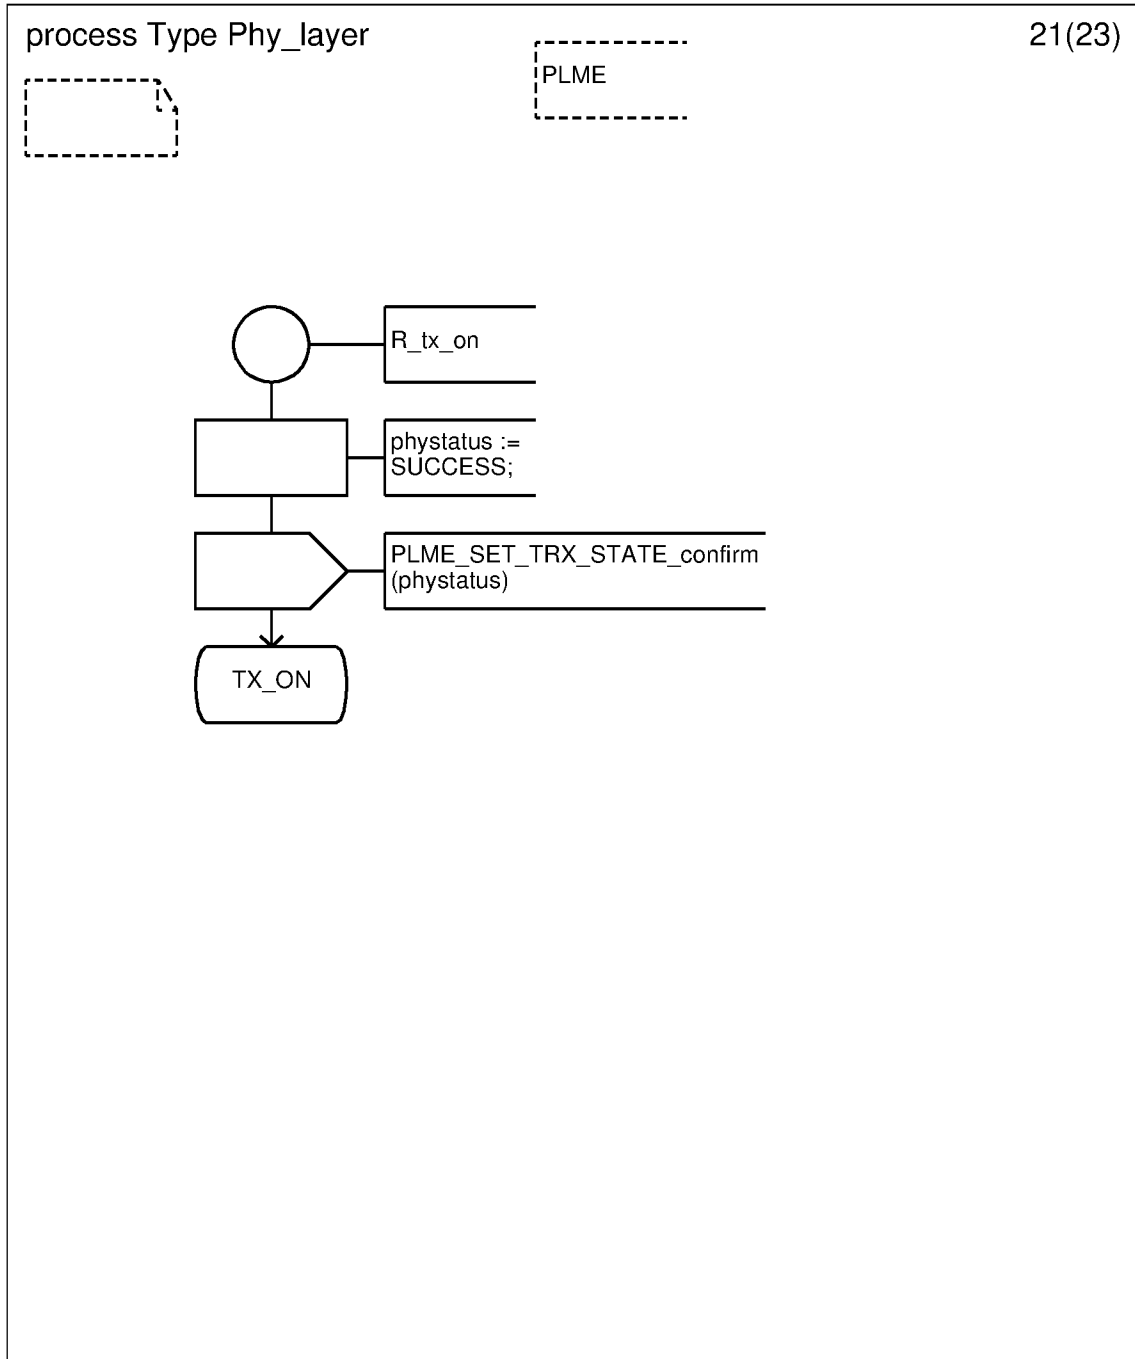 process Type Phy_layer
21(23)
PLME
R_tx_on
phystatus :=
SUCCESS;
PLME_SET_TRX_STATE_confirm
(phystatus)
TX_ON